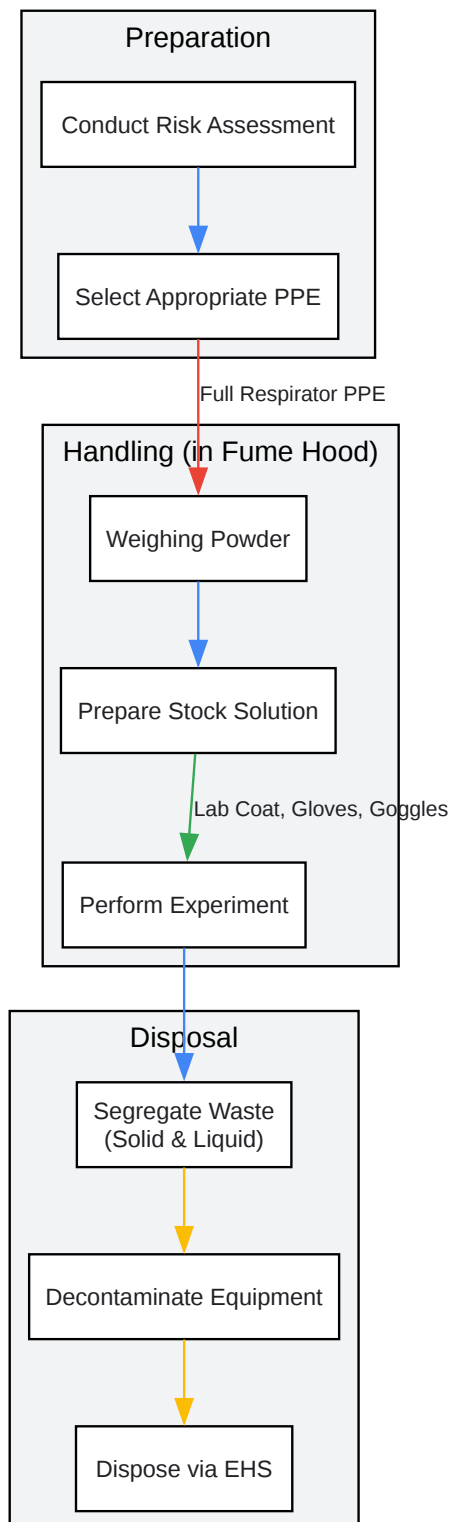 Preparation
Conduct Risk Assessment
Select Appropriate PPE
Full Respirator PPE
Handling (in Fume Hood)
Weighing Powder
Prepare Stock Solution
Lab Coat, Gloves, Goggles
Perform Experiment
Disposal
Segregate Waste
(Solid & Liquid)
Decontaminate Equipment
Dispose via EHS